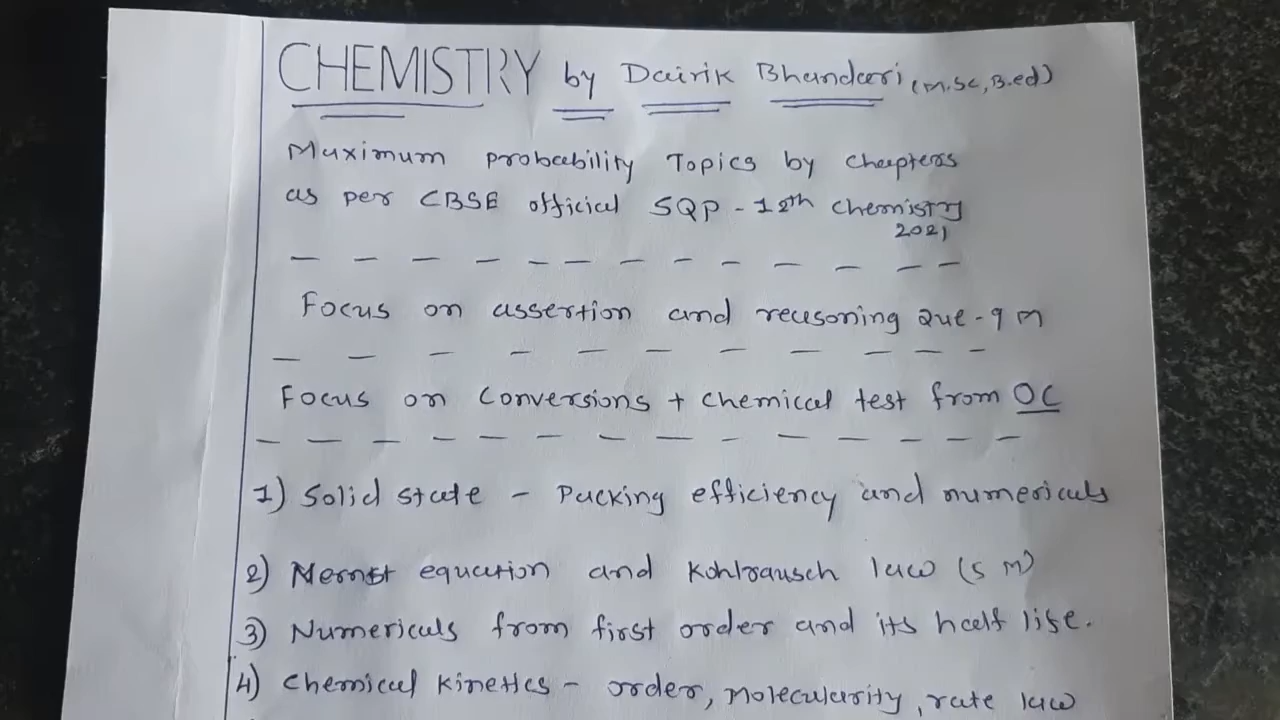 CHEMISTRY by Dairik Bhandari (M.Sc, B.ed)
Maximum probability Topics by chapters
as per CBSE official SQP - 12th chemistry
2021
Focus on assertion and reasoning Que - 9 M
Focus on Conversions + chemical test from OC
1) Solid state - Packing efficiency and numericals
2) Nernst equation and Kohlrausch law (5 M)
3) Numericals from first order and its half life.
4) Chemical Kinetics - order, Molecularity, rate law